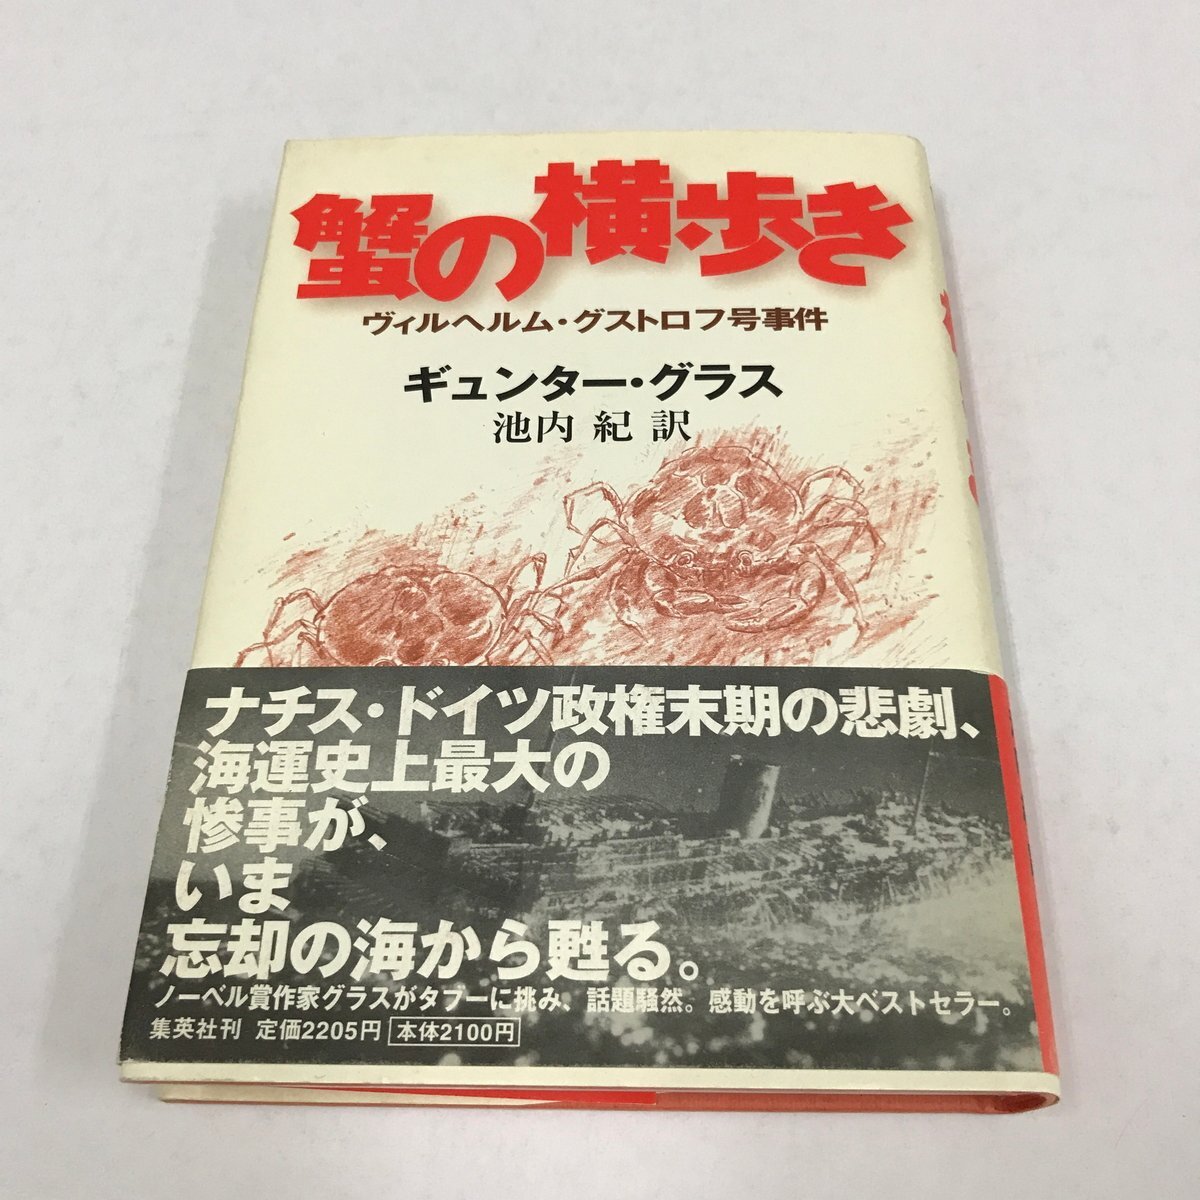 蟹の横歩き
ヴィルヘルム・グストロフ号事件
ギュンター・グラス
池内 紀 訳
ナチス・ドイツ政権末期の悲劇、
海運史上最大の
惨事が、
いま
忘却の海から甦る。
ノーベル賞作家グラスがタブーに挑み、話題騒然。感動を呼ぶ大ベストセラー。
集英社刊 定価2205円 本体2100円